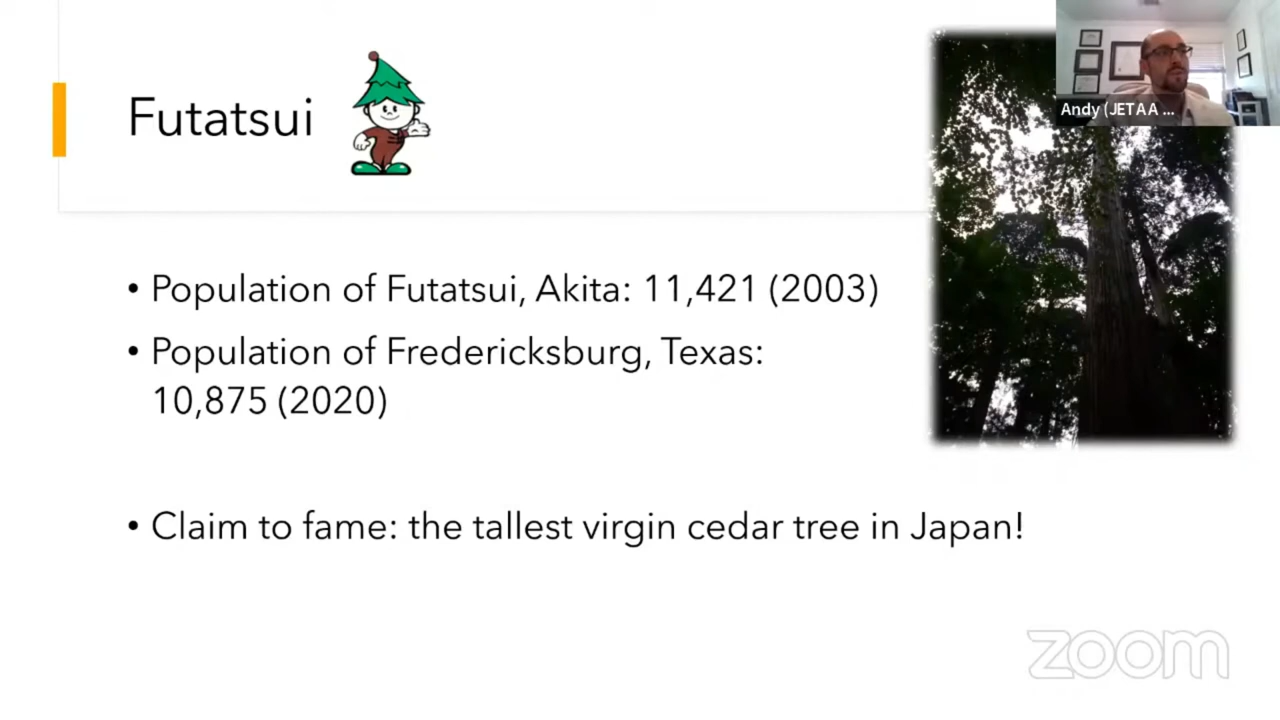 Futatsui
Andy (JETAA ...
• Population of Futatsui, Akita: 11,421 (2003)
• Population of Fredericksburg, Texas:
10,875 (2020)
• Claim to fame: the tallest virgin cedar tree in Japan!
zoom